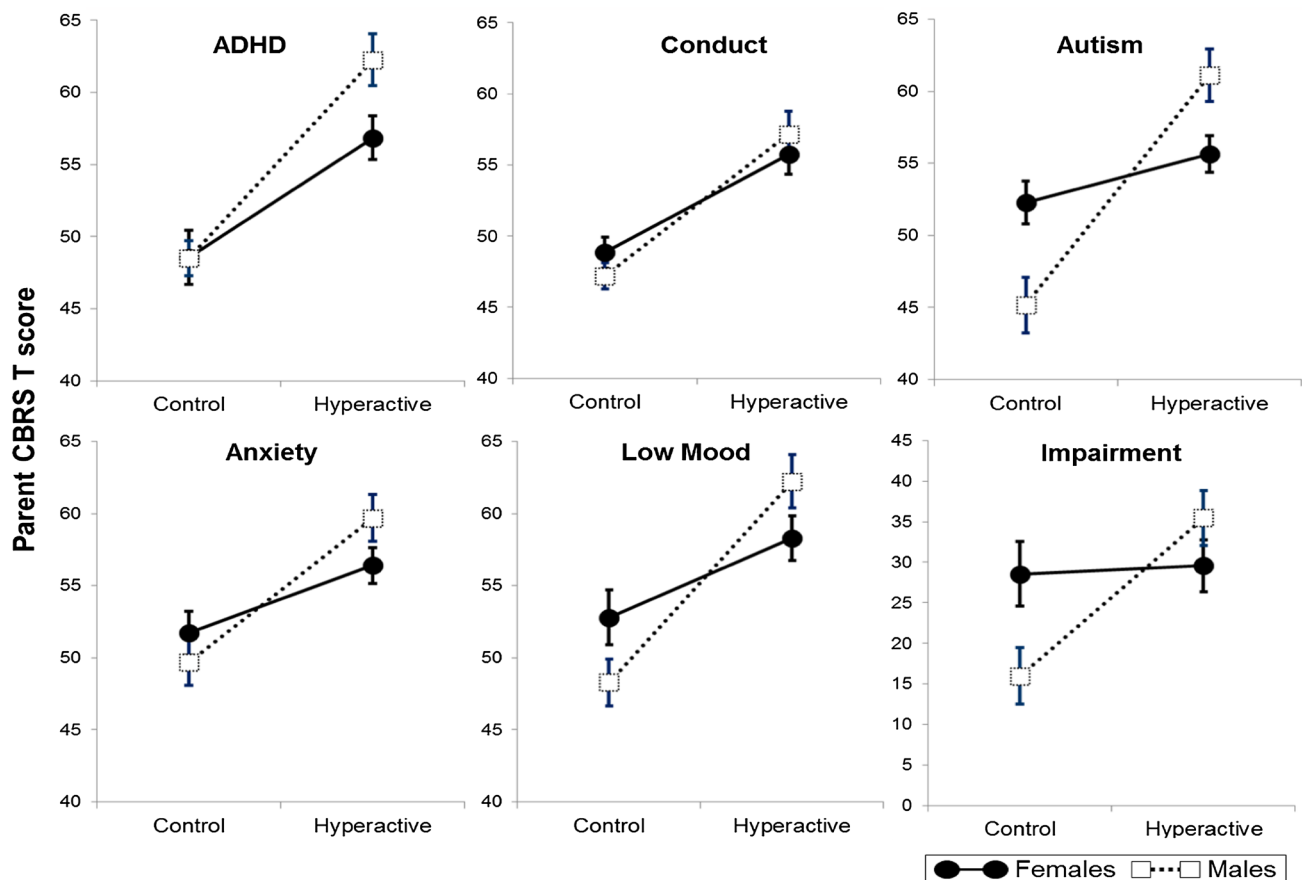 Parent CBRS T score
ADHD
65
60
55
50
45
40
Control Hyperactive
Conduct
65
60
55
50
45
40
Control Hyperactive
Autism
65
60
55
50
45
40
Control Hyperactive
Anxiety
65
60
55
50
45
40
Control Hyperactive
Low Mood
65
60
55
50
45
40
Control Hyperactive
Impairment
45
40
35
30
25
20
15
10
5
0
Control Hyperactive
Females Males